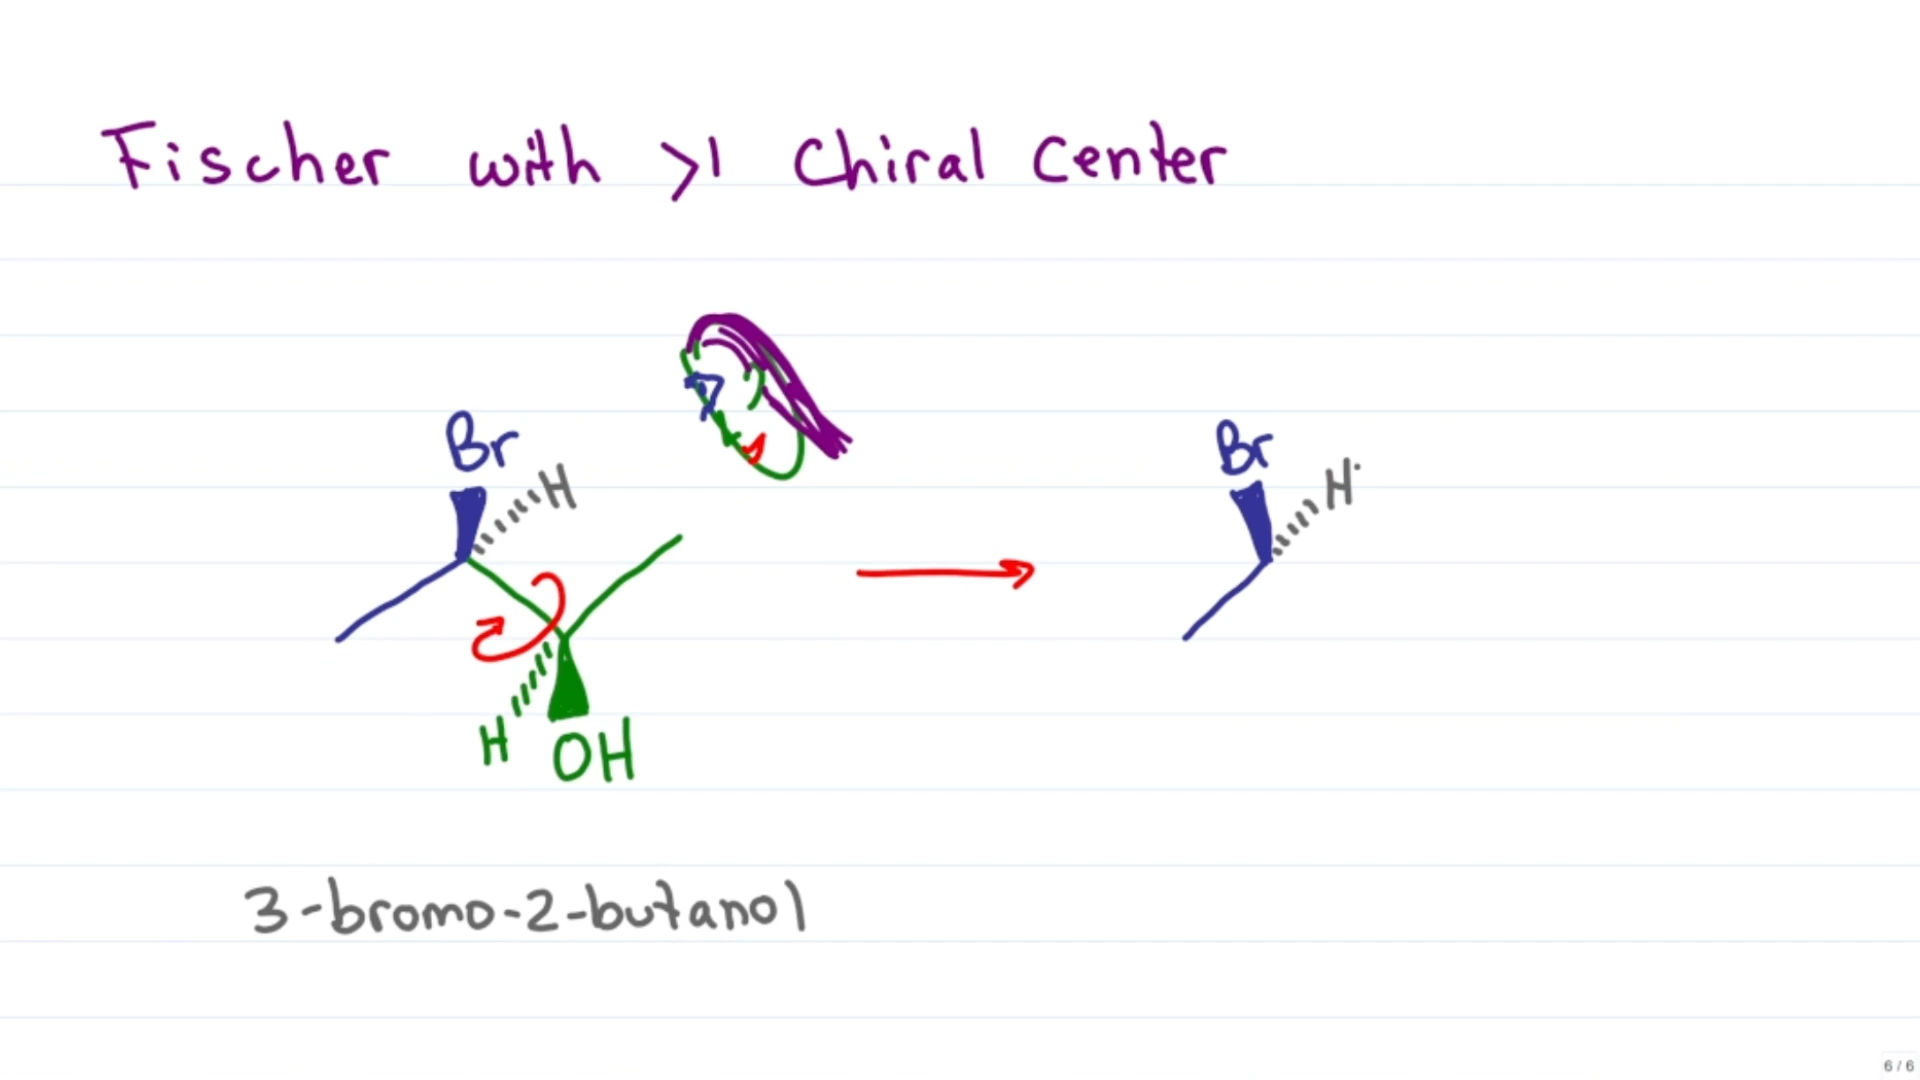 Fischer with >1 Chiral Center
Br
H
H OH
Br
H
3-bromo-2-butanol
6 / 6